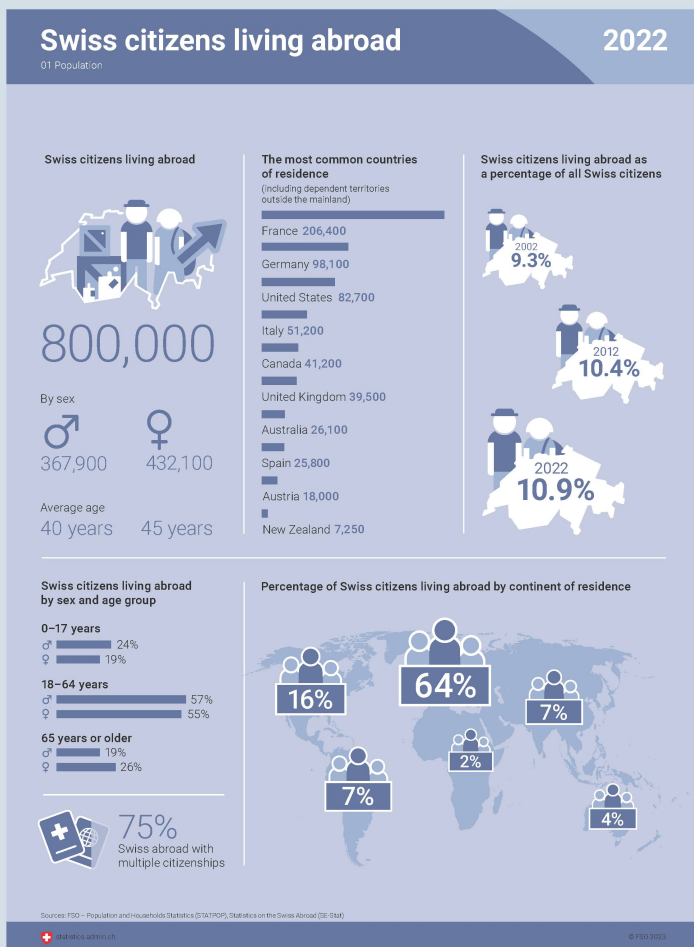 Swiss citizens living abroad
2022
01 Population
Swiss citizens living abroad
800,000
By sex
♂ ♀
367,900 432,100
Average age
40 years 45 years
The most common countries
of residence
(including dependent territories
outside the mainland)
France 206,400
Germany 98,100
United States 82,700
Italy 51,200
Canada 41,200
United Kingdom 39,500
Australia 26,100
Spain 25,800
Austria 18,000
New Zealand 7,250
Swiss citizens living abroad as
a percentage of all Swiss citizens
2002
9.3%
2012
10.4%
2022
10.9%
Swiss citizens living abroad
by sex and age group
0–17 years
♂ 24%
♀ 19%
18–64 years
♂ 57%
♀ 55%
65 years or older
♂ 19%
♀ 26%
75%
Swiss abroad with
multiple citizenships
Percentage of Swiss citizens living abroad by continent of residence
16%
64%
7%
2%
7%
4%
Sources: FSO – Population and Households Statistics (STATPOP), Statistics on the Swiss Abroad (SE-Stat)
statistics.admin.ch
© FSO 2023